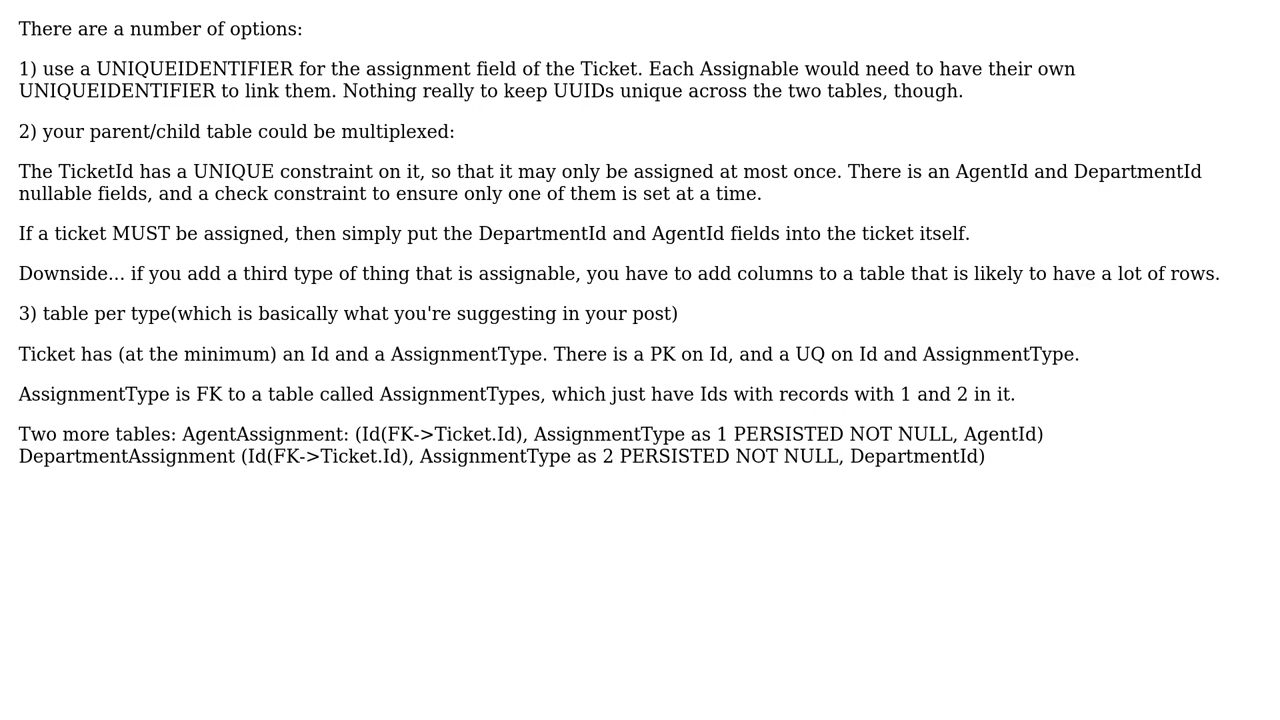 There are a number of options:
1) use a UNIQUEIDENTIFIER for the assignment field of the Ticket. Each Assignable would need to have their own
UNIQUEIDENTIFIER to link them. Nothing really to keep UUIDs unique across the two tables, though.
2) your parent/child table could be multiplexed:
The TicketId has a UNIQUE constraint on it, so that it may only be assigned at most once. There is an AgentId and DepartmentId
nullable fields, and a check constraint to ensure only one of them is set at a time.
If a ticket MUST be assigned, then simply put the DepartmentId and AgentId fields into the ticket itself.
Downside... if you add a third type of thing that is assignable, you have to add columns to a table that is likely to have a lot of rows.
3) table per type(which is basically what you're suggesting in your post)
Ticket has (at the minimum) an Id and a AssignmentType. There is a PK on Id, and a UQ on Id and AssignmentType.
AssignmentType is FK to a table called AssignmentTypes, which just have Ids with records with 1 and 2 in it.
Two more tables: AgentAssignment: (Id(FK->Ticket.Id), AssignmentType as 1 PERSISTED NOT NULL, AgentId)
DepartmentAssignment (Id(FK->Ticket.Id), AssignmentType as 2 PERSISTED NOT NULL, DepartmentId)